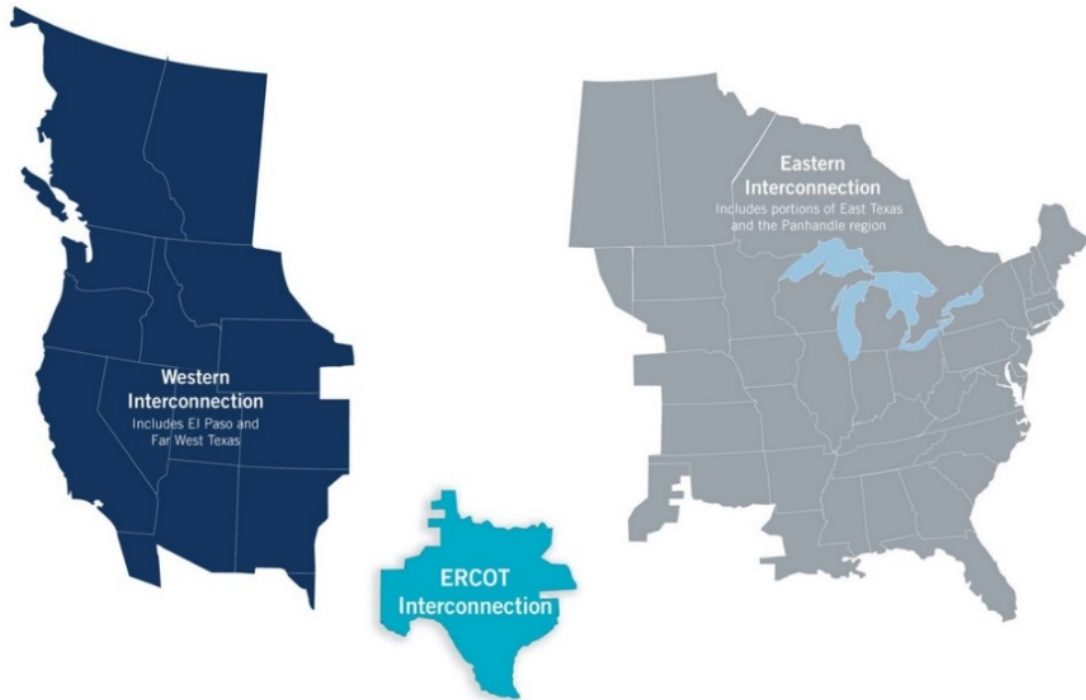 Western
Interconnection
Includes El Paso and
Far West Texas
ERCOT
Interconnection
Eastern
Interconnection
Includes portions of East Texas
and the Panhandle region